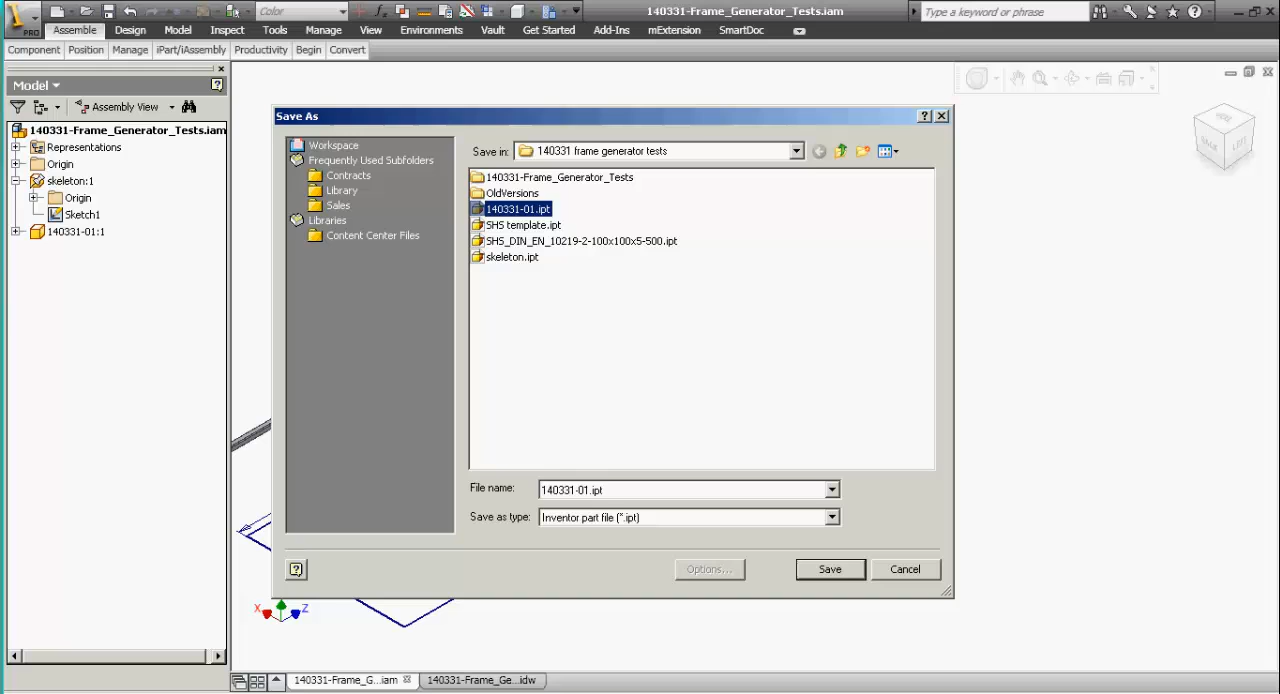 PRO
Color
140331-Frame_Generator_Tests.iam
Type a keyword or phrase
Assemble Design Model Inspect Tools Manage View Environments Vault Get Started Add-Ins mExtension SmartDoc
Component Position Manage iPart/iAssembly Productivity Begin Convert
Model
Assembly View
140331-Frame_Generator_Tests.iam
Representations
Origin
skeleton:1
Origin
Sketch1
140331-01:1
Save As
Workspace
Frequently Used Subfolders
Contracts
Library
Sales
Libraries
Content Center Files
Save in: 140331 frame generator tests
140331-Frame_Generator_Tests
OldVersions
140331-01.ipt
SHS template.ipt
SHS_DIN_EN_10219-2-100x100x5-500.ipt
skeleton.ipt
File name: 140331-01.ipt
Save as type: Inventor part file (*.ipt)
Options... Save Cancel
BACK LEFT
X Z
140331-Frame_G...iam 140331-Frame_Ge...idw